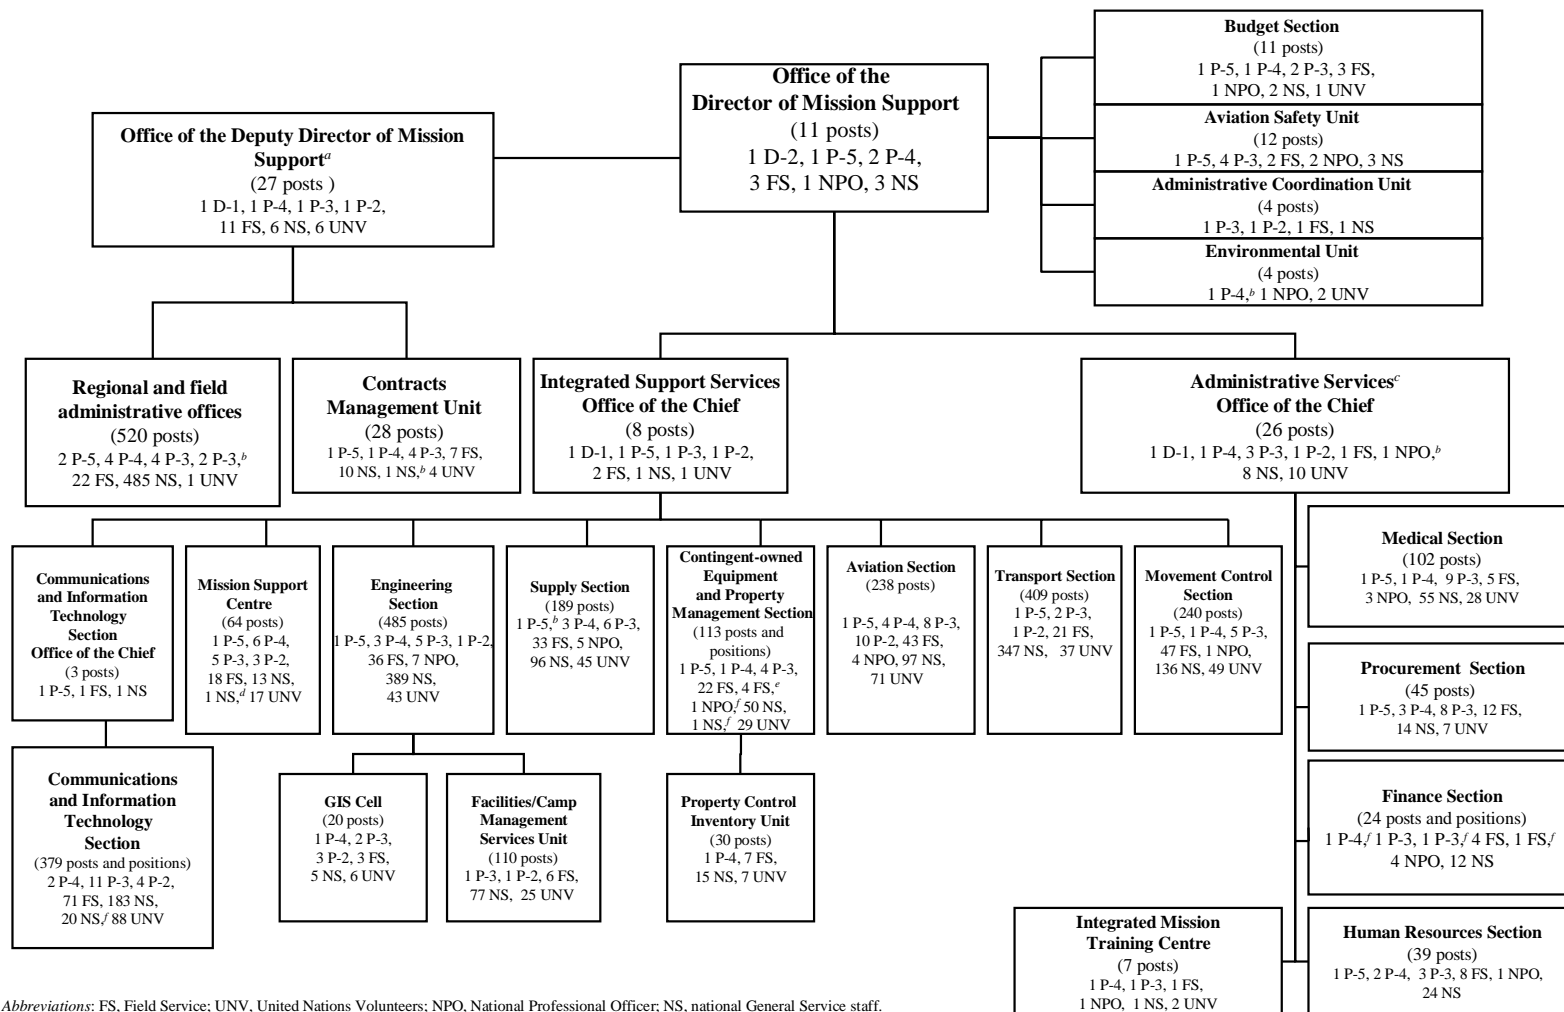 Office of the
Director of Mission Support
(11 posts)
1 D-2, 1 P-5, 2 P-4,
3 FS, 1 NPO, 3 NS
Budget Section
(11 posts)
1 P-5, 1 P-4, 2 P-3, 3 FS,
1 NPO, 2 NS, 1 UNV
Aviation Safety Unit
(12 posts)
1 P-5, 4 P-3, 2 FS, 2 NPO, 3 NS
Administrative Coordination Unit
(4 posts)
1 P-3, 1 P-2, 1 FS, 1 NS
Environmental Unit
(4 posts)
1 P-4,b 1 NPO, 2 UNV
Office of the Deputy Director of Mission
Supporta
(27 posts )
1 D-1, 1 P-4, 1 P-3, 1 P-2,
11 FS, 6 NS, 6 UNV
Regional and field
administrative offices
(520 posts)
2 P-5, 4 P-4, 4 P-3, 2 P-3,b
22 FS, 485 NS, 1 UNV
Contracts
Management Unit
(28 posts)
1 P-5, 1 P-4, 4 P-3, 7 FS,
10 NS, 1 NS,b 4 UNV
Integrated Support Services
Office of the Chief
(8 posts)
1 D-1, 1 P-5, 1 P-3, 1 P-2,
2 FS, 1 NS, 1 UNV
Administrative Servicesc
Office of the Chief
(26 posts)
1 D-1, 1 P-4, 3 P-3, 1 P-2, 1 FS, 1 NPO,b
8 NS, 10 UNV
Communications
and Information
Technology
Section
Office of the Chief
(3 posts)
1 P-5, 1 FS, 1 NS
Mission Support
Centre
(64 posts)
1 P-5, 6 P-4,
5 P-3, 3 P-2,
18 FS, 13 NS,
1 NS,d 17 UNV
Engineering
Section
(485 posts)
1 P-5, 3 P-4, 5 P-3, 1 P-2,
36 FS, 7 NPO,
389 NS,
43 UNV
Supply Section
(189 posts)
1 P-5,b 3 P-4, 6 P-3,
33 FS, 5 NPO,
96 NS, 45 UNV
Contingent-owned
Equipment
and Property
Management Section
(113 posts and
positions)
1 P-5, 1 P-4, 4 P-3,
22 FS, 4 FS,e
1 NPO,f 50 NS,
1 NS,f 29 UNV
Aviation Section
(238 posts)
1 P-5, 4 P-4, 8 P-3,
10 P-2, 43 FS,
4 NPO, 97 NS,
71 UNV
Transport Section
(409 posts)
1 P-5, 2 P-3,
1 P-2, 21 FS,
347 NS, 37 UNV
Movement Control
Section
(240 posts)
1 P-5, 1 P-4, 5 P-3,
47 FS, 1 NPO,
136 NS, 49 UNV
Medical Section
(102 posts)
1 P-5, 1 P-4, 9 P-3, 5 FS,
3 NPO, 55 NS, 28 UNV
Procurement Section
(45 posts)
1 P-5, 3 P-4, 8 P-3, 12 FS,
14 NS, 7 UNV
Finance Section
(24 posts and positions)
1 P-4,f 1 P-3, 1 P-3,f 4 FS, 1 FS,f
4 NPO, 12 NS
Human Resources Section
(39 posts)
1 P-5, 2 P-4, 3 P-3, 8 FS, 1 NPO,
24 NS
Communications
and Information
Technology
Section
(379 posts and positions)
2 P-4, 11 P-3, 4 P-2,
71 FS, 183 NS,
20 NS,f 88 UNV
GIS Cell
(20 posts)
1 P-4, 2 P-3,
3 P-2, 3 FS,
5 NS, 6 UNV
Facilities/Camp
Management
Services Unit
(110 posts)
1 P-3, 1 P-2, 6 FS,
77 NS, 25 UNV
Property Control
Inventory Unit
(30 posts)
1 P-4, 7 FS,
15 NS, 7 UNV
Integrated Mission
Training Centre
(7 posts)
1 P-4, 1 P-3, 1 FS,
1 NPO, 1 NS, 2 UNV
Abbreviations: FS, Field Service; UNV, United Nations Volunteers; NPO, National Professional Officer; NS, national General Service staff.